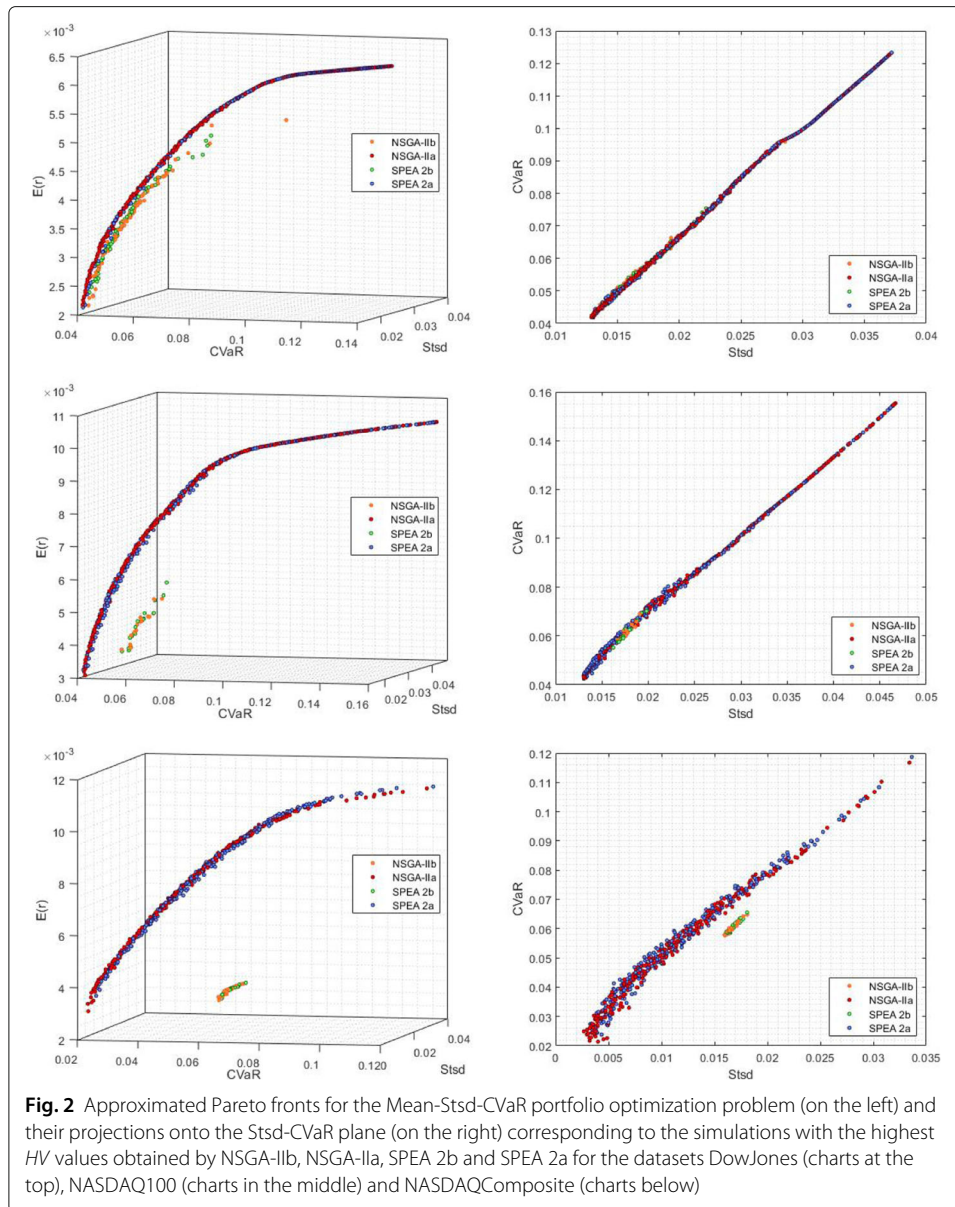 ×10⁻³
6.5
6
5.5
5
4.5
4
3.5
3
2.5
2
E(r)
0.04
0.06
0.08
0.1
0.12
0.14
CVaR
0.02
0.03
0.04
Stsd
NSGA-IIb
NSGA-IIa
SPEA 2b
SPEA 2a
0.13
0.12
0.11
0.1
0.09
0.08
0.07
0.06
0.05
0.04
CVaR
0.01
0.015
0.02
0.025
0.03
0.035
0.04
Stsd
NSGA-IIb
NSGA-IIa
SPEA 2b
SPEA 2a
×10⁻³
11
10
9
8
7
6
5
4
3
E(r)
0.04
0.06
0.08
0.1
0.12
0.14
0.16
CVaR
0.02
0.03
0.04
Stsd
NSGA-IIb
NSGA-IIa
SPEA 2b
SPEA 2a
0.16
0.14
0.12
0.1
0.08
0.06
0.04
CVaR
0.01
0.015
0.02
0.025
0.03
0.035
0.04
0.045
0.05
Stsd
NSGA-IIb
NSGA-IIa
SPEA 2b
SPEA 2a
×10⁻³
12
10
8
6
4
2
E(r)
0.02
0.04
0.06
0.08
0.1
0.120
CVaR
0.02
0.04
Stsd
NSGA-IIb
NSGA-IIa
SPEA 2b
SPEA 2a
0.12
0.11
0.1
0.09
0.08
0.07
0.06
0.05
0.04
0.03
0.02
CVaR
0
0.005
0.01
0.015
0.02
0.025
0.03
0.035
Stsd
NSGA-IIb
NSGA-IIa
SPEA 2b
SPEA 2a
Fig. 2 Approximated Pareto fronts for the Mean-Stsd-CVaR portfolio optimization problem (on the left) and
their projections onto the Stsd-CVaR plane (on the right) corresponding to the simulations with the highest
HV values obtained by NSGA-IIb, NSGA-IIa, SPEA 2b and SPEA 2a for the datasets DowJones (charts at the
top), NASDAQ100 (charts in the middle) and NASDAQComposite (charts below)